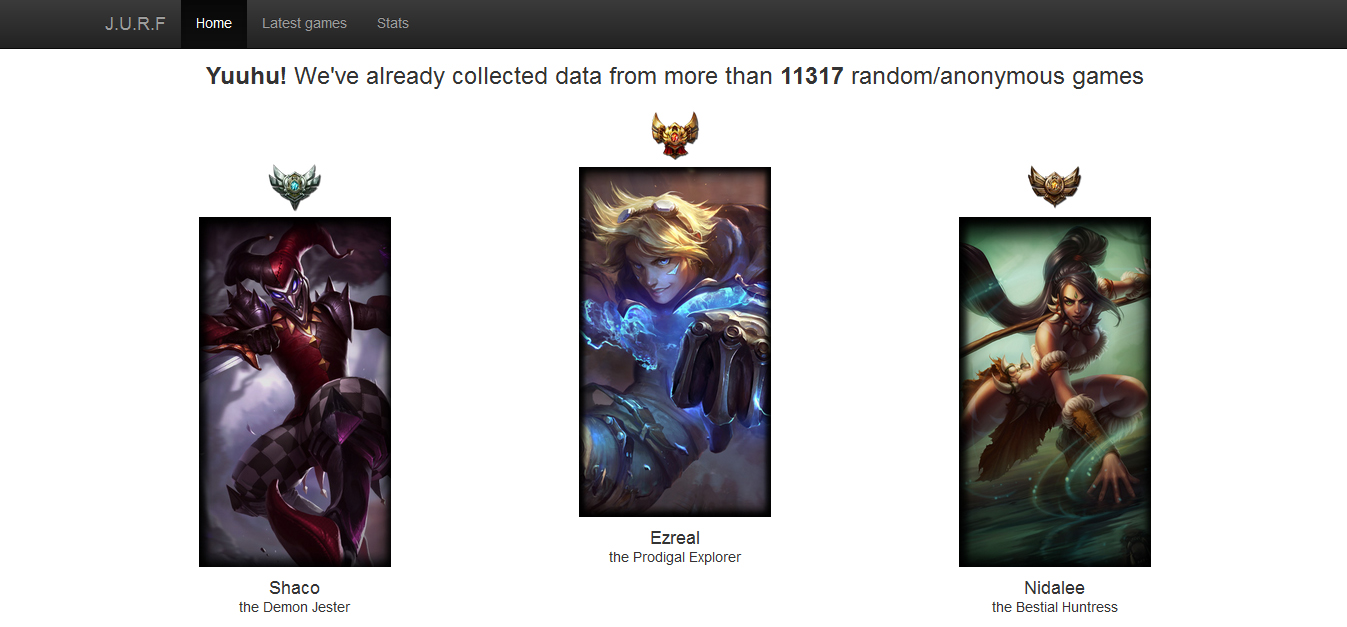 J.U.R.F Home Latest games Stats
Yuuhu! We've already collected data from more than 11317 random/anonymous games
Shaco
the Demon Jester
Ezreal
the Prodigal Explorer
Nidalee
the Bestial Huntress